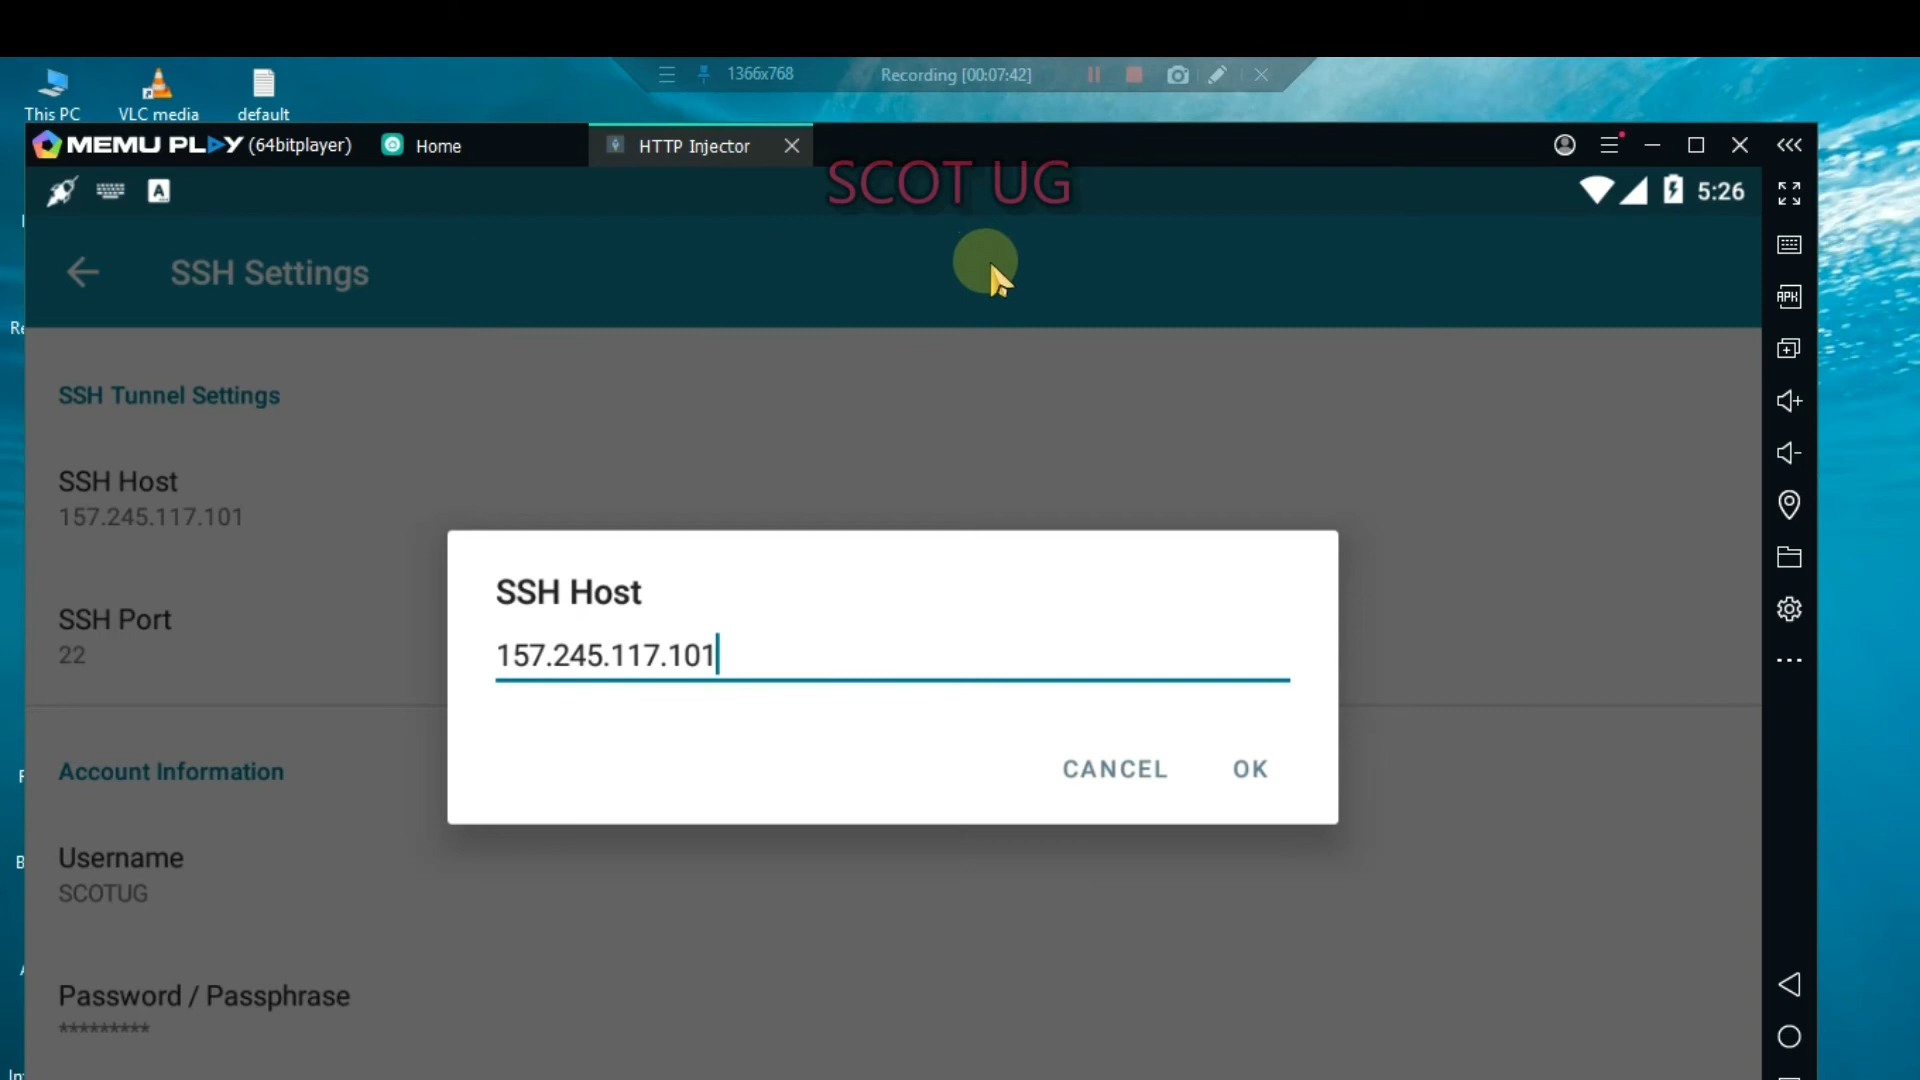 1366x768
Recording [00:07:42]
This PC
VLC media
default
MEMU PLAY (64bitplayer)
Home
HTTP Injector
SCOT UG
A
5:26
SSH Settings
APK
SSH Tunnel Settings
SSH Host
157.245.117.101
SSH Port
22
SSH Host
157.245.117.101
CANCEL
OK
Account Information
Username
SCOTUG
Password / Passphrase
*********